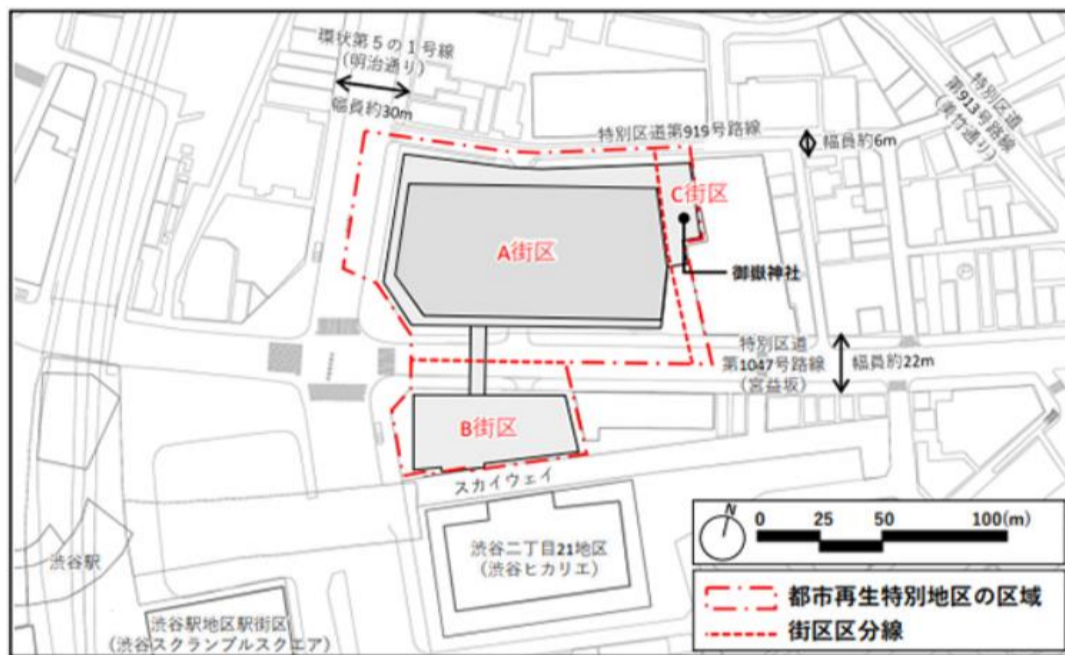 環状第5の1号線
(明治通り)
幅員約30m
特別区道第919号路線
幅員約6m
特別区道
第913号路線
(美竹通り)
C街区
A街区
御嶽神社
特別区道
第1047号路線
(宮益坂)
幅員約22m
B街区
スカイウェイ
渋谷二丁目21地区
(渋谷ヒカリエ)
渋谷駅
渋谷駅地区駅街区
(渋谷スクランブルスクエア)
N
0 25 50 100(m)
都市再生特別地区の区域
街区区分線